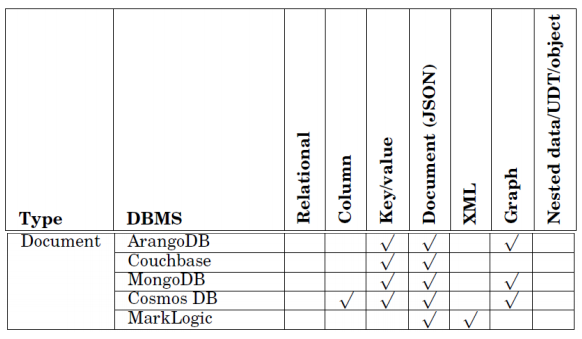 Type DBMS Relational Column Key/value Document (JSON) XML Graph Nested data/UDT/object
Document ArangoDB √ √ √
Couchbase √ √
MongoDB √ √ √
Cosmos DB √ √ √ √
MarkLogic √ √